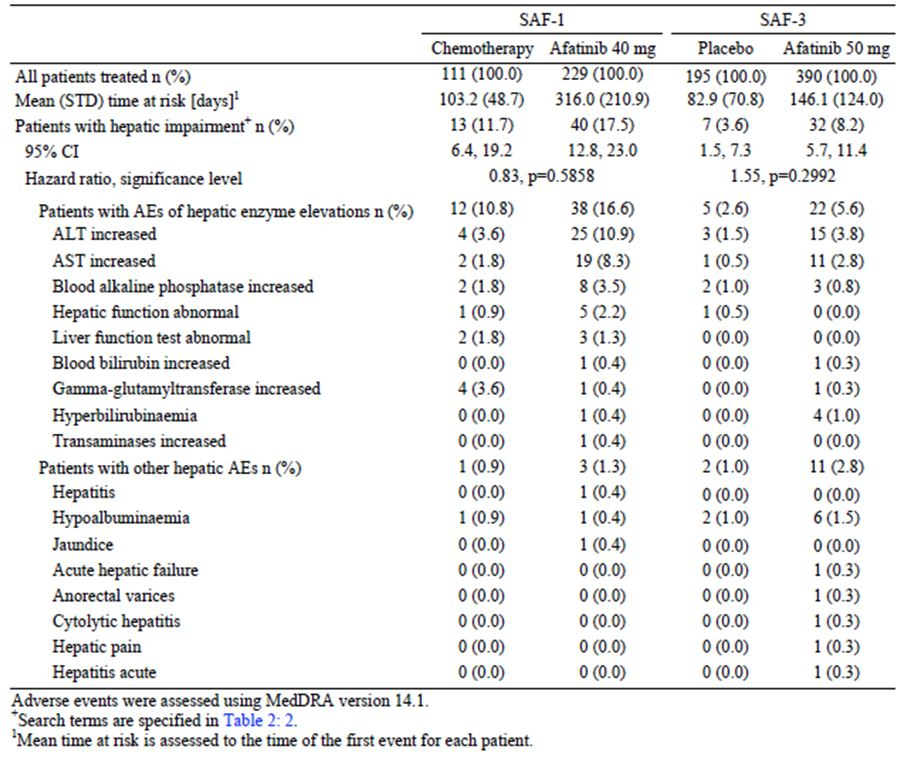 SAF-1 SAF-3
Chemotherapy Afatinib 40 mg Placebo Afatinib 50 mg
All patients treated n (%) 111 (100.0) 229 (100.0) 195 (100.0) 390 (100.0)
Mean (STD) time at risk [days]1 103.2 (48.7) 316.0 (210.9) 82.9 (70.8) 146.1 (124.0)
Patients with hepatic impairment+ n (%) 13 (11.7) 40 (17.5) 7 (3.6) 32 (8.2)
95% CI 6.4, 19.2 12.8, 23.0 1.5, 7.3 5.7, 11.4
Hazard ratio, significance level 0.83, p=0.5858 1.55, p=0.2992
Patients with AEs of hepatic enzyme elevations n (%) 12 (10.8) 38 (16.6) 5 (2.6) 22 (5.6)
ALT increased 4 (3.6) 25 (10.9) 3 (1.5) 15 (3.8)
AST increased 2 (1.8) 19 (8.3) 1 (0.5) 11 (2.8)
Blood alkaline phosphatase increased 2 (1.8) 8 (3.5) 2 (1.0) 3 (0.8)
Hepatic function abnormal 1 (0.9) 5 (2.2) 1 (0.5) 0 (0.0)
Liver function test abnormal 2 (1.8) 3 (1.3) 0 (0.0) 0 (0.0)
Blood bilirubin increased 0 (0.0) 1 (0.4) 0 (0.0) 1 (0.3)
Gamma-glutamyltransferase increased 4 (3.6) 1 (0.4) 0 (0.0) 1 (0.3)
Hyperbilirubinaemia 0 (0.0) 1 (0.4) 0 (0.0) 4 (1.0)
Transaminases increased 0 (0.0) 1 (0.4) 0 (0.0) 0 (0.0)
Patients with other hepatic AEs n (%) 1 (0.9) 3 (1.3) 2 (1.0) 11 (2.8)
Hepatitis 0 (0.0) 1 (0.4) 0 (0.0) 0 (0.0)
Hypoalbuminaemia 1 (0.9) 1 (0.4) 2 (1.0) 6 (1.5)
Jaundice 0 (0.0) 1 (0.4) 0 (0.0) 0 (0.0)
Acute hepatic failure 0 (0.0) 0 (0.0) 0 (0.0) 1 (0.3)
Anorectal varices 0 (0.0) 0 (0.0) 0 (0.0) 1 (0.3)
Cytolytic hepatitis 0 (0.0) 0 (0.0) 0 (0.0) 1 (0.3)
Hepatic pain 0 (0.0) 0 (0.0) 0 (0.0) 1 (0.3)
Hepatitis acute 0 (0.0) 0 (0.0) 0 (0.0) 1 (0.3)
Adverse events were assessed using MedDRA version 14.1.
+Search terms are specified in Table 2: 2.
1Mean time at risk is assessed to the time of the first event for each patient.